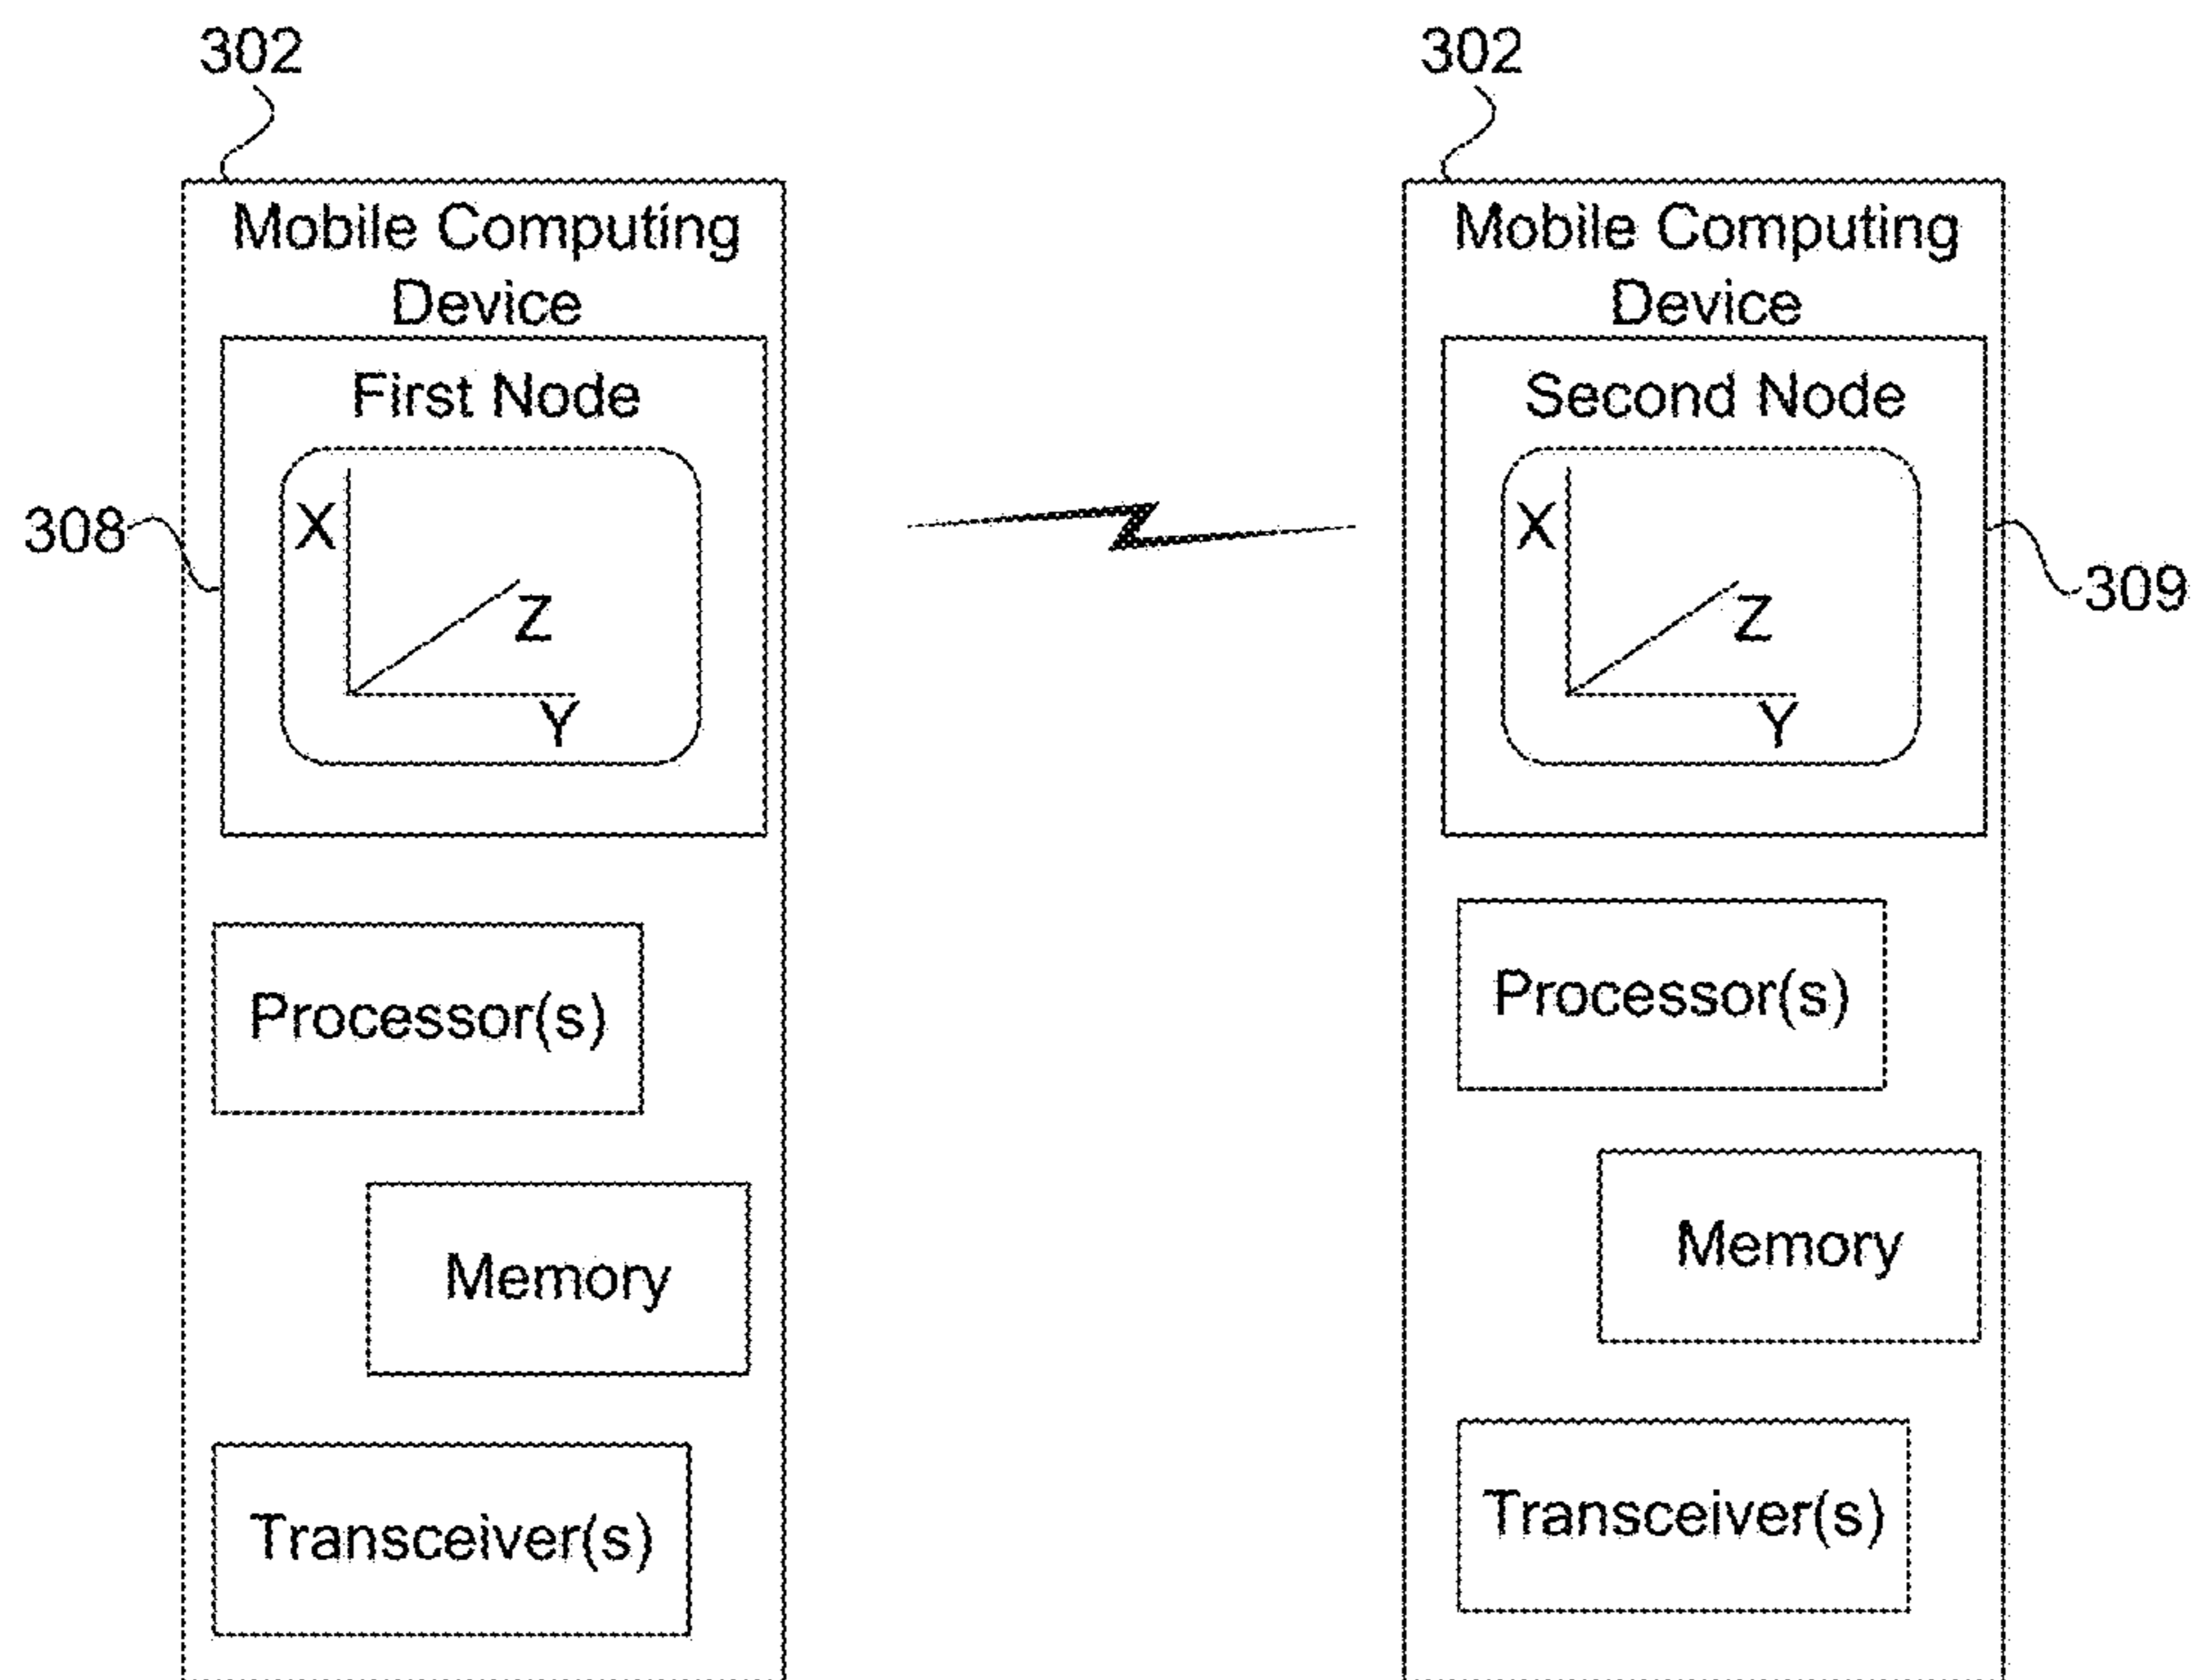 302
Mobile Computing
Device
First Node
308
X
Z
Y
Processor(s)
Memory
Transceiver(s)
302
Mobile Computing
Device
Second Node
309
X
Z
Y
Processor(s)
Memory
Transceiver(s)